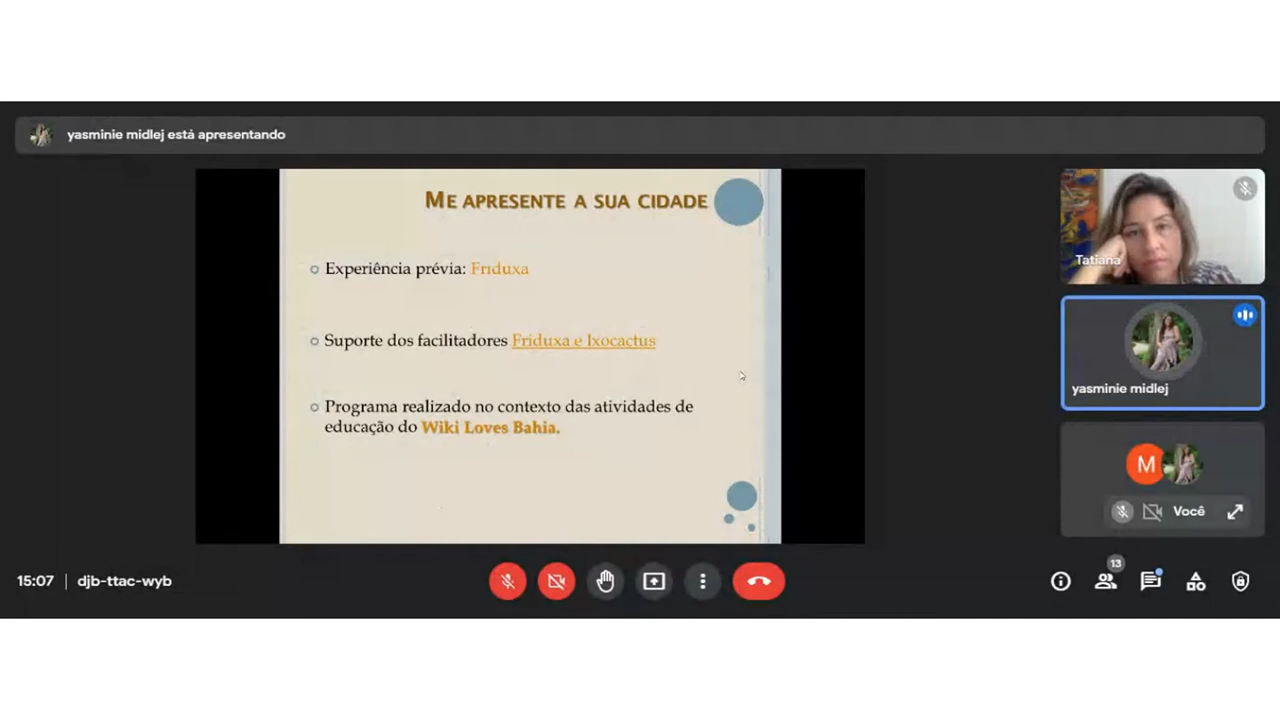 yasminie midlej está apresentando
ME APRESENTE A SUA CIDADE
Experiência prévia: Friduxa
Suporte dos facilitadores Friduxa e Ixocactus
Programa realizado no contexto das atividades de
educação do Wiki Loves Bahia.
Tatiana
yasminie midlej
M
Você
15:07 | djb-ttac-wyb
13